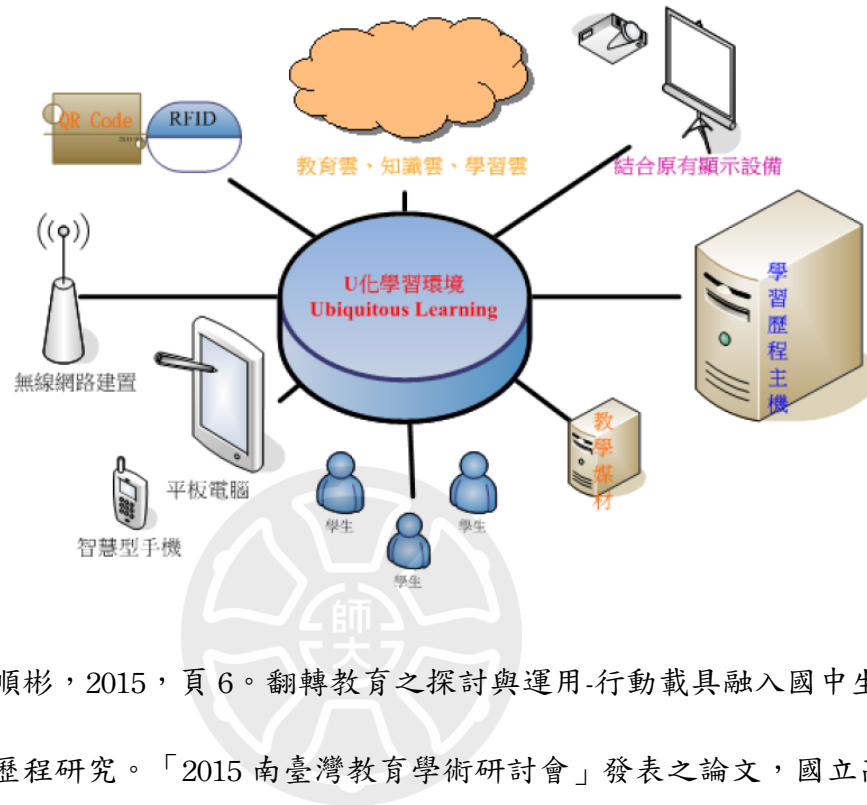 QR Code
RFID
教育雲、知識雲、學習雲
結合原有顯示設備
U化學習環境
Ubiquitous Learning
學習歷程主機
無線網路建置
教學媒材
平板電腦
智慧型手機
學生
學生
學生
師大
順彬，2015，頁 6。翻轉教育之探討與運用-行動載具融入國中生
歷程研究。「2015 南臺灣教育學術研討會」發表之論文，國立